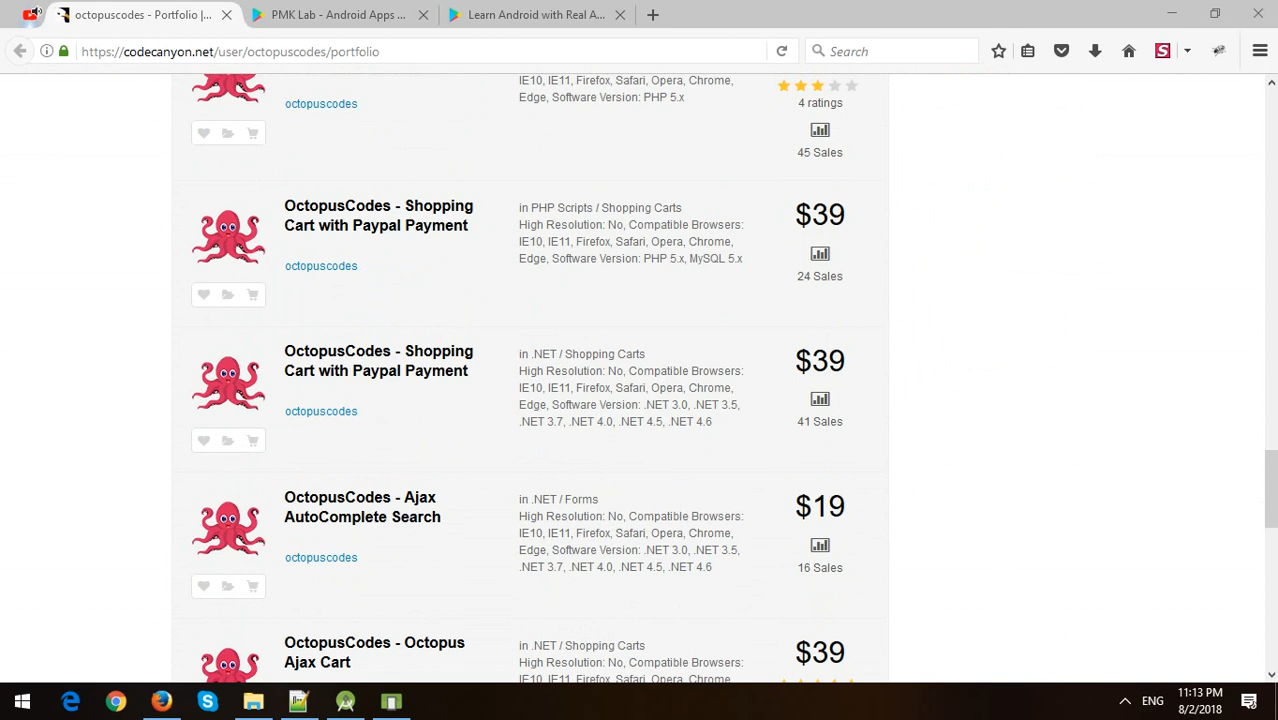 octopuscodes - Portfolio |...
PMK Lab - Android Apps ...
Learn Android with Real A...
https://codecanyon.net/user/octopuscodes/portfolio
Search
IE10, IE11, Firefox, Safari, Opera, Chrome,
Edge, Software Version: PHP 5.x
octopuscodes
4 ratings
45 Sales
OctopusCodes - Shopping
Cart with Paypal Payment
octopuscodes
in PHP Scripts / Shopping Carts
High Resolution: No, Compatible Browsers:
IE10, IE11, Firefox, Safari, Opera, Chrome,
Edge, Software Version: PHP 5.x, MySQL 5.x
$39
24 Sales
OctopusCodes - Shopping
Cart with Paypal Payment
octopuscodes
in .NET / Shopping Carts
High Resolution: No, Compatible Browsers:
IE10, IE11, Firefox, Safari, Opera, Chrome,
Edge, Software Version: .NET 3.0, .NET 3.5,
.NET 3.7, .NET 4.0, .NET 4.5, .NET 4.6
$39
41 Sales
OctopusCodes - Ajax
AutoComplete Search
octopuscodes
in .NET / Forms
High Resolution: No, Compatible Browsers:
IE10, IE11, Firefox, Safari, Opera, Chrome,
Edge, Software Version: .NET 3.0, .NET 3.5,
.NET 3.7, .NET 4.0, .NET 4.5, .NET 4.6
$19
16 Sales
OctopusCodes - Octopus
Ajax Cart
in .NET / Shopping Carts
High Resolution: No, Compatible Browsers:
IE10, IE11, Firefox, Safari, Opera, Chrome,
$39
ENG
11:13 PM
8/2/2018